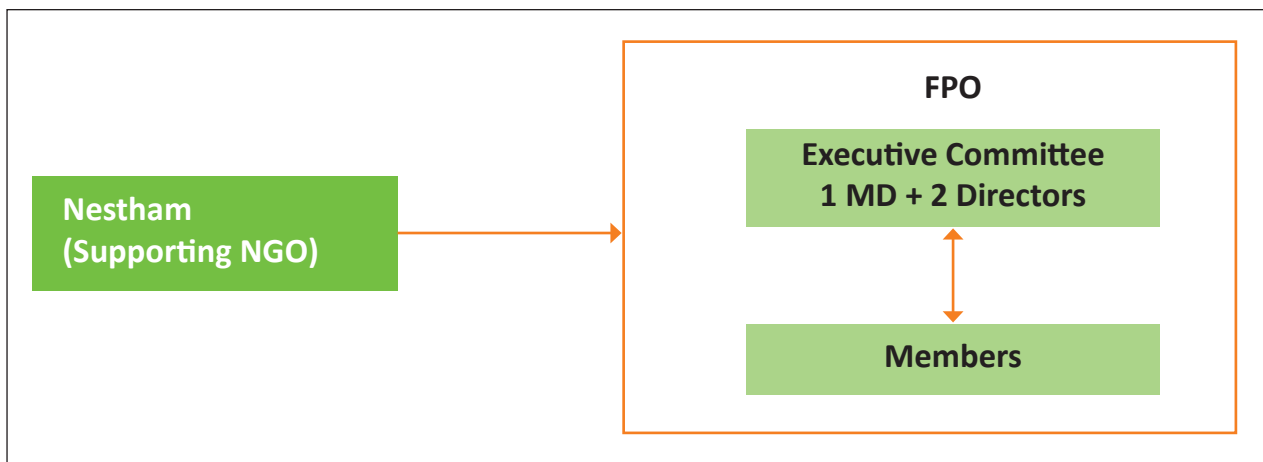 Nestham
(Supporting NGO)
FPO
Executive Committee
1 MD + 2 Directors
Members